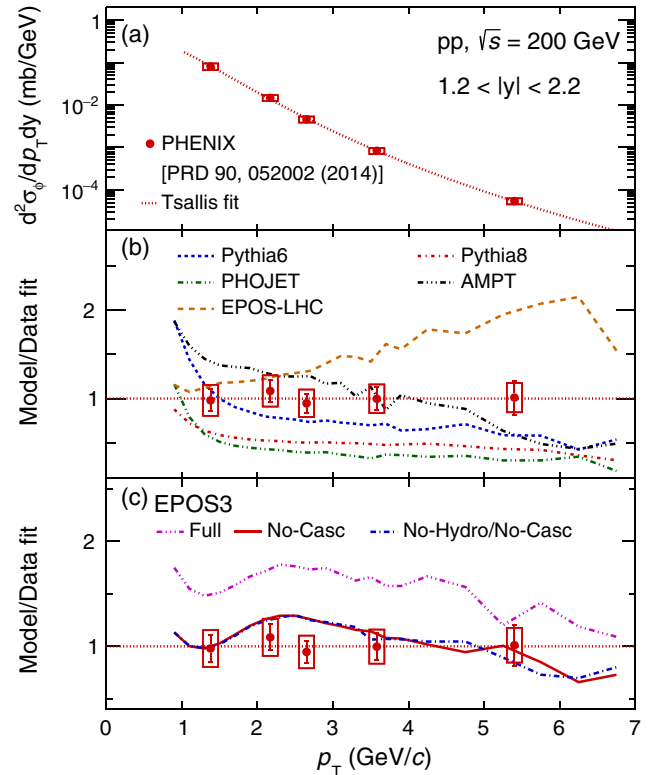 (a)
pp, √s = 200 GeV
1.2 < |y| < 2.2
PHENIX
[PRD 90, 052002 (2014)]
Tsallis fit
d²σ_ϕ/dp_T dy (mb/GeV)
1
10⁻²
10⁻⁴
(b)
Pythia6
Pythia8
PHOJET
AMPT
EPOS-LHC
Model/Data fit
2
1
(c) EPOS3
Full
No-Casc
No-Hydro/No-Casc
Model/Data fit
2
1
0 1 2 3 4 5 6 7
p_T (GeV/c)